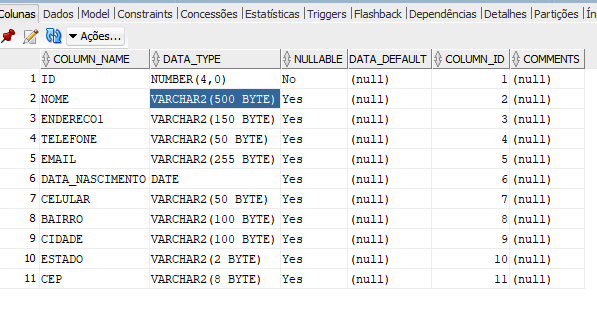 Colunas Dados Model Constraints Concessões Estatísticas Triggers Flashback Dependências Detalhes Partições
Ações...
COLUMN_NAME DATA_TYPE NULLABLE DATA_DEFAULT COLUMN_ID COMMENTS
1 ID NUMBER(4,0) No (null) 1 (null)
2 NOME VARCHAR2(500 BYTE) Yes (null) 2 (null)
3 ENDERECO1 VARCHAR2(150 BYTE) Yes (null) 3 (null)
4 TELEFONE VARCHAR2(50 BYTE) Yes (null) 4 (null)
5 EMAIL VARCHAR2(255 BYTE) Yes (null) 5 (null)
6 DATA_NASCIMENTO DATE Yes (null) 6 (null)
7 CELULAR VARCHAR2(50 BYTE) Yes (null) 7 (null)
8 BAIRRO VARCHAR2(100 BYTE) Yes (null) 8 (null)
9 CIDADE VARCHAR2(100 BYTE) Yes (null) 9 (null)
10 ESTADO VARCHAR2(2 BYTE) Yes (null) 10 (null)
11 CEP VARCHAR2(8 BYTE) Yes (null) 11 (null)